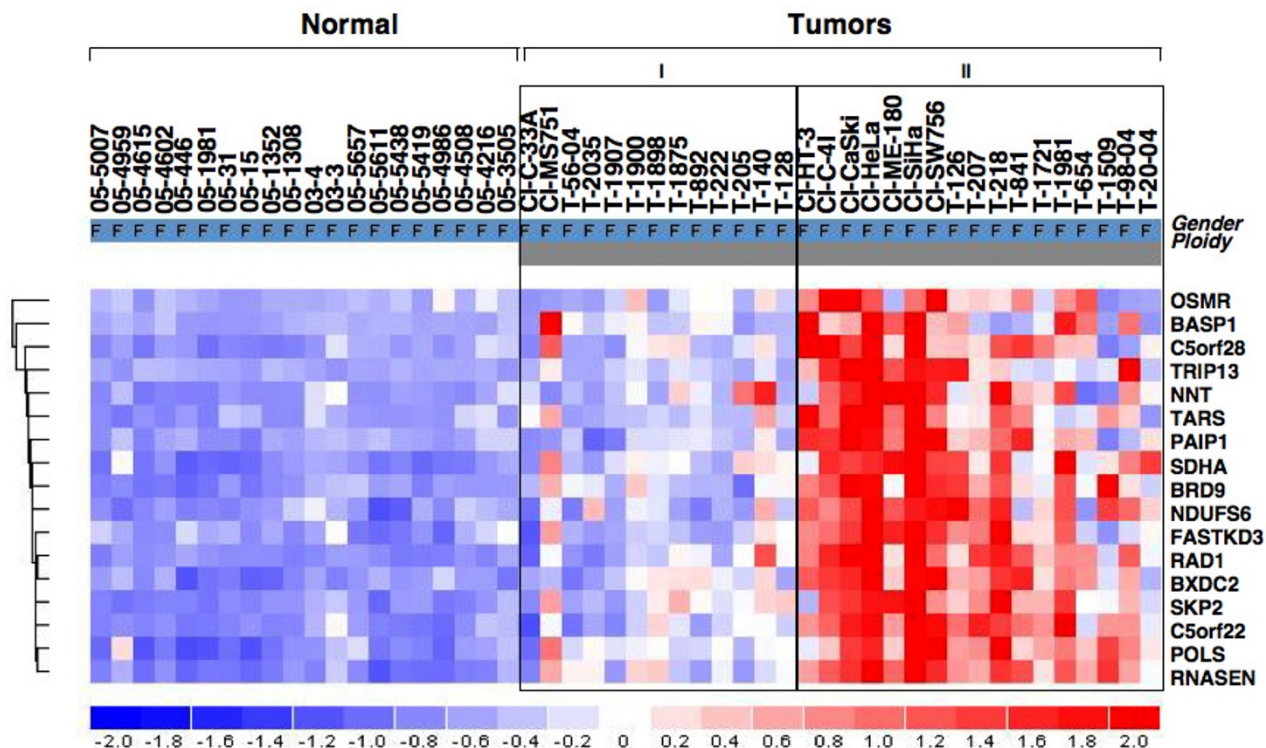 Normal Tumors
I II
05-5007 05-4959 05-4615 05-4602 05-446 05-1981 05-31 05-15 05-1352 05-1308 03-4 03-3 05-5657 05-5611 05-5438 05-5419 05-4986 05-4508 05-4216 05-3505 CI-C-33A CI-MS751 T-56-04 T-2035 T-1907 T-1900 T-1898 T-1875 T-892 T-222 T-205 T-140 T-128 CI-HT-3 CI-C-4I CI-CaSki CI-HeLa CI-ME-180 CI-SiHa CI-SW756 T-126 T-207 T-218 T-841 T-1721 T-1981 T-654 T-1509 T-98-04 T-20-04
F F F F F F F F F F F F F F F F F F F F F F F F F F F F F F F F F F F F F F F F F F F F F F F F F F Gender
Ploidy
OSMR
BASP1
C5orf28
TRIP13
NNT
TARS
PAIP1
SDHA
BRD9
NDUFS6
FASTKD3
RAD1
BXDC2
SKP2
C5orf22
POLS
RNASEN
-2.0 -1.8 -1.6 -1.4 -1.2 -1.0 -0.8 -0.6 -0.4 -0.2 0 0.2 0.4 0.6 0.8 1.0 1.2 1.4 1.6 1.8 2.0